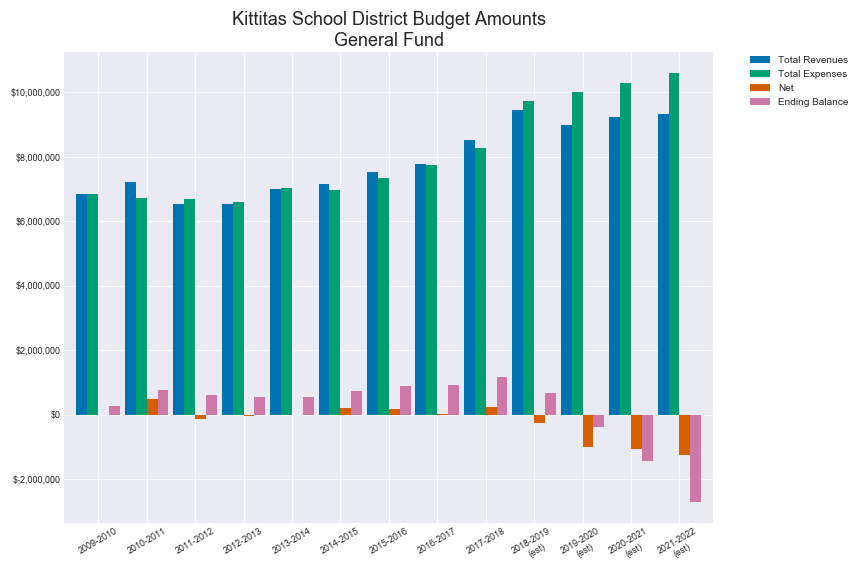 Kittitas School District Budget Amounts
General Fund
Total Revenues
Total Expenses
Net
Ending Balance
$10,000,000
$8,000,000
$6,000,000
$4,000,000
$2,000,000
$0
$-2,000,000
2009-2010
2010-2011
2011-2012
2012-2013
2013-2014
2014-2015
2015-2016
2016-2017
2017-2018
2018-2019
(est)
2019-2020
(est)
2020-2021
(est)
2021-2022
(est)